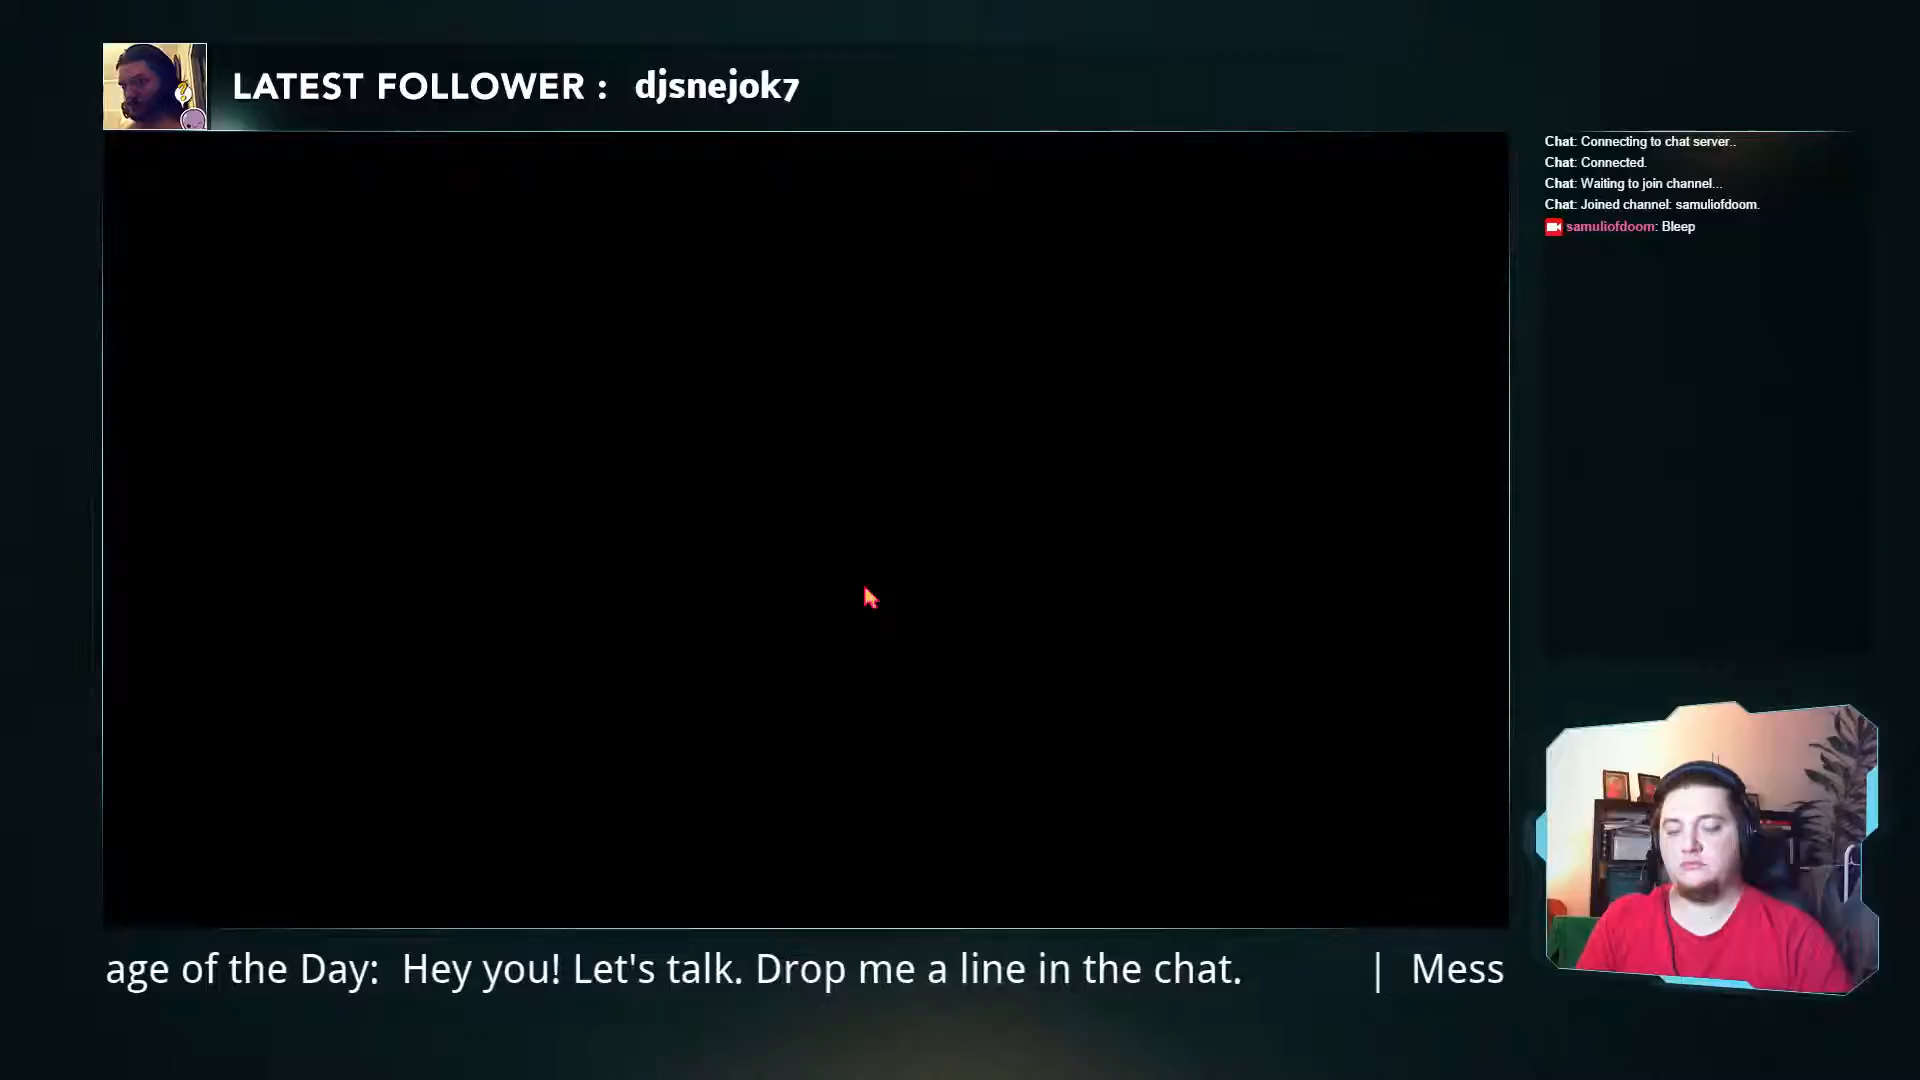 LATEST FOLLOWER : djsnejok7
Chat: Connecting to chat server..
Chat: Connected.
Chat: Waiting to join channel...
Chat: Joined channel: samuliofdoom.
samuliofdoom: Bleep
age of the Day: Hey you! Let's talk. Drop me a line in the chat. | Mess